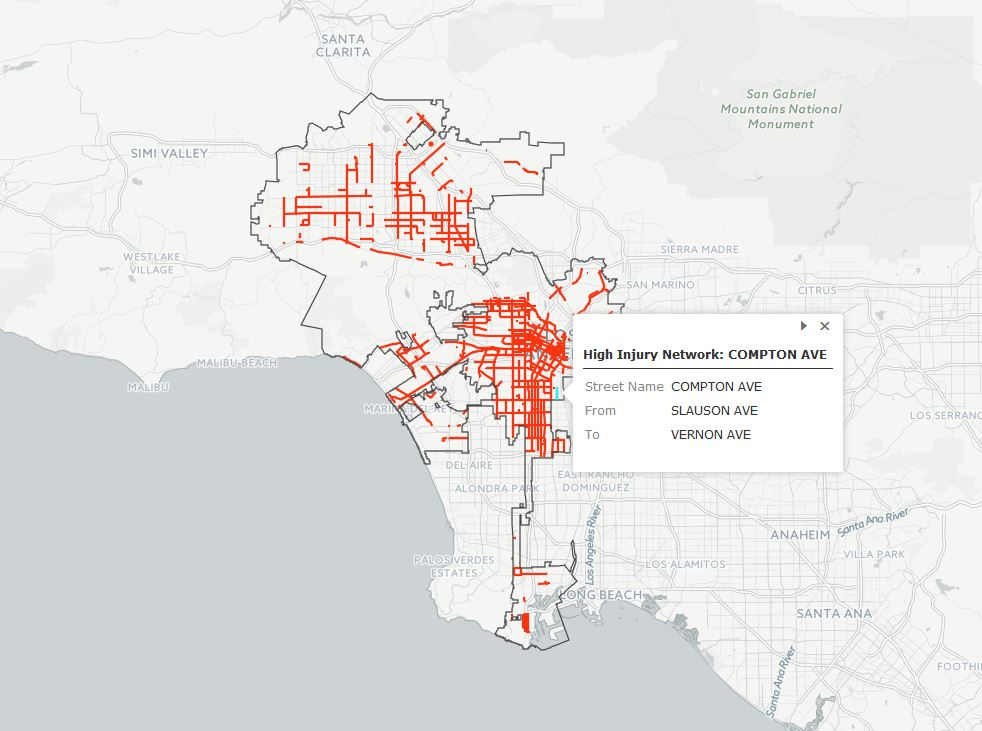 SANTA
CLARITA
San Gabriel
Mountains National
Monument
SIMI VALLEY
WESTLAKE
VILLAGE
SIERRA MADRE
SAN MARINO
CITRUS
MALIBU BEACH
MALIBU
High Injury Network: COMPTON AVE
Street Name COMPTON AVE
From SLAUSON AVE
To VERNON AVE
LOS SERRANO
DEL AIRE
ALONDRA PARK
EAST RANCHO
DOMINGUEZ
Los Angeles River
Santa Ana River
ANAHEIM
VILLA PARK
PALOS VERDES
ESTATES
LOS ALAMITOS
ONG BEACH
SANTA ANA
Santa Ana River
FOOTHI